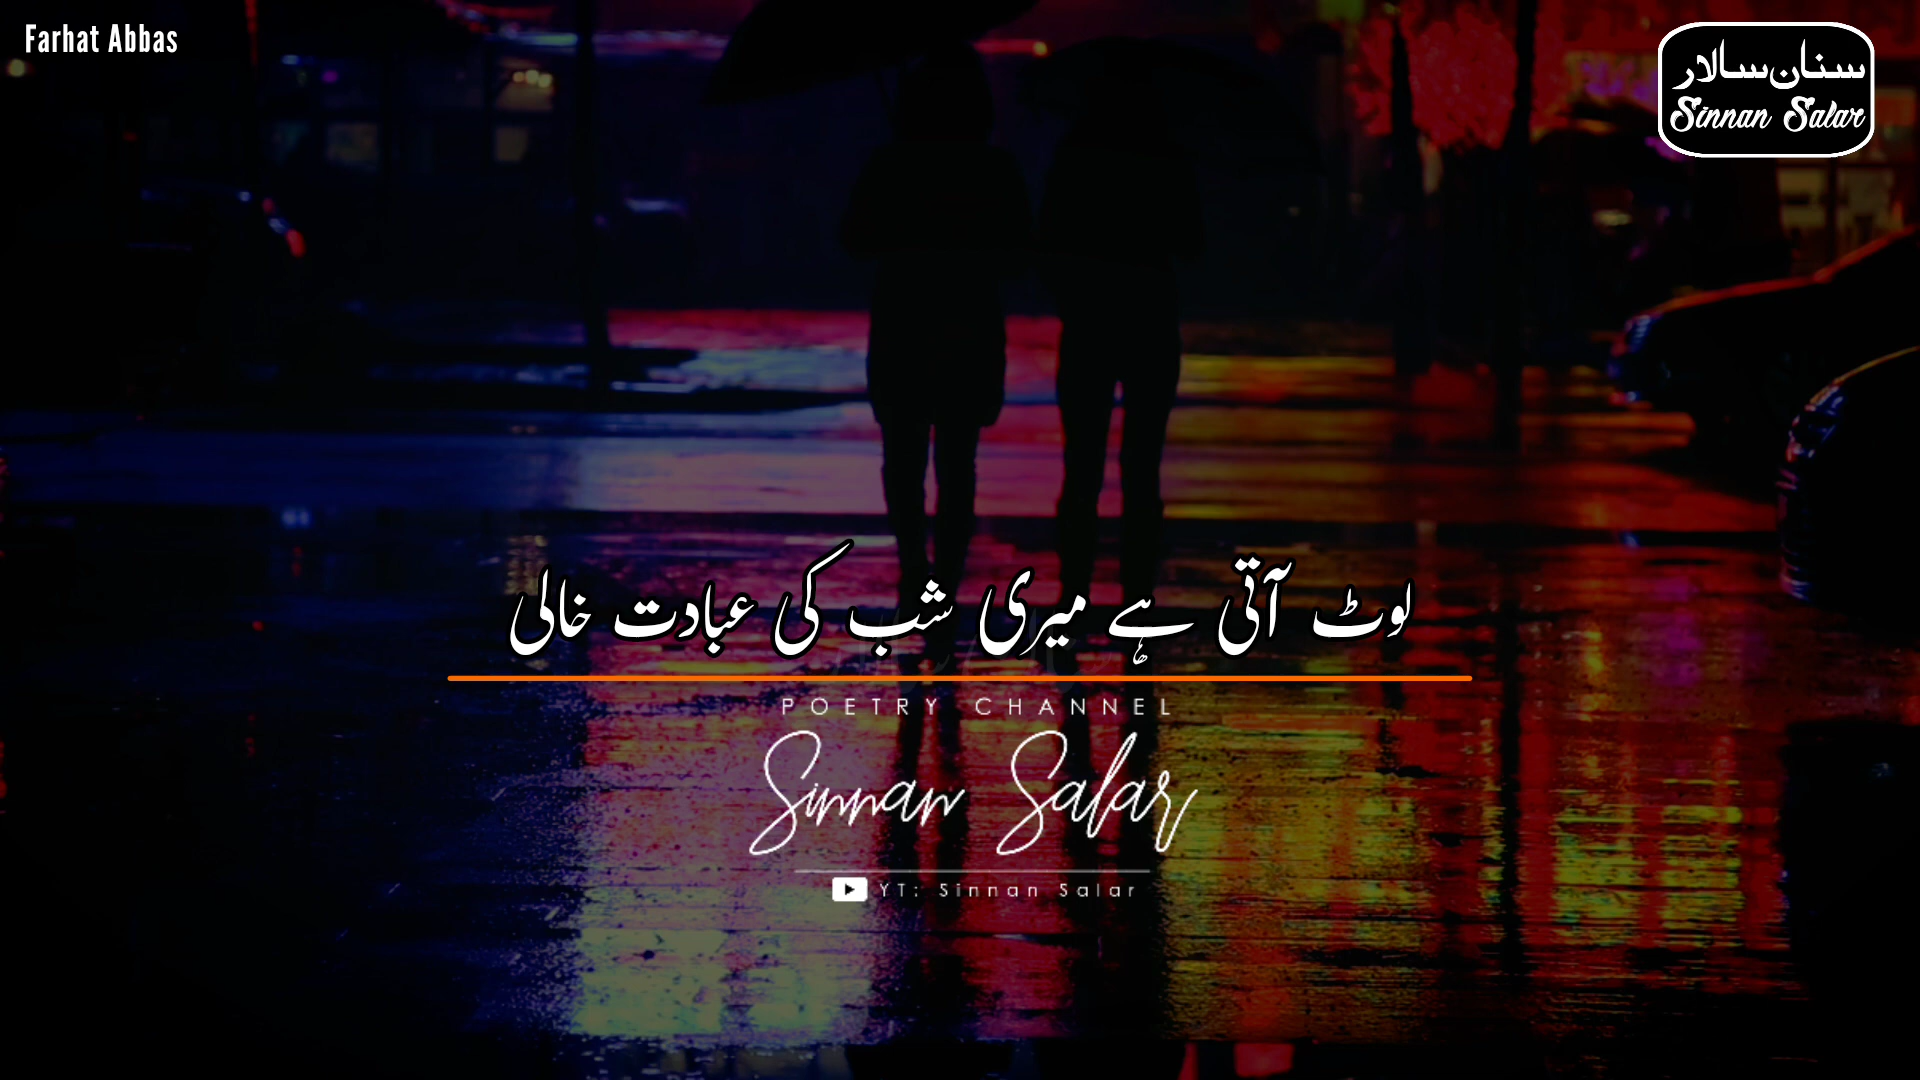 Farhat Abbas
سنان سالار
Sinnan Salar
لوٹ آتی ہے میری شب کی عبادت خالی
POETRY CHANNEL
Sinnan Salar
YT: Sinnan Salar